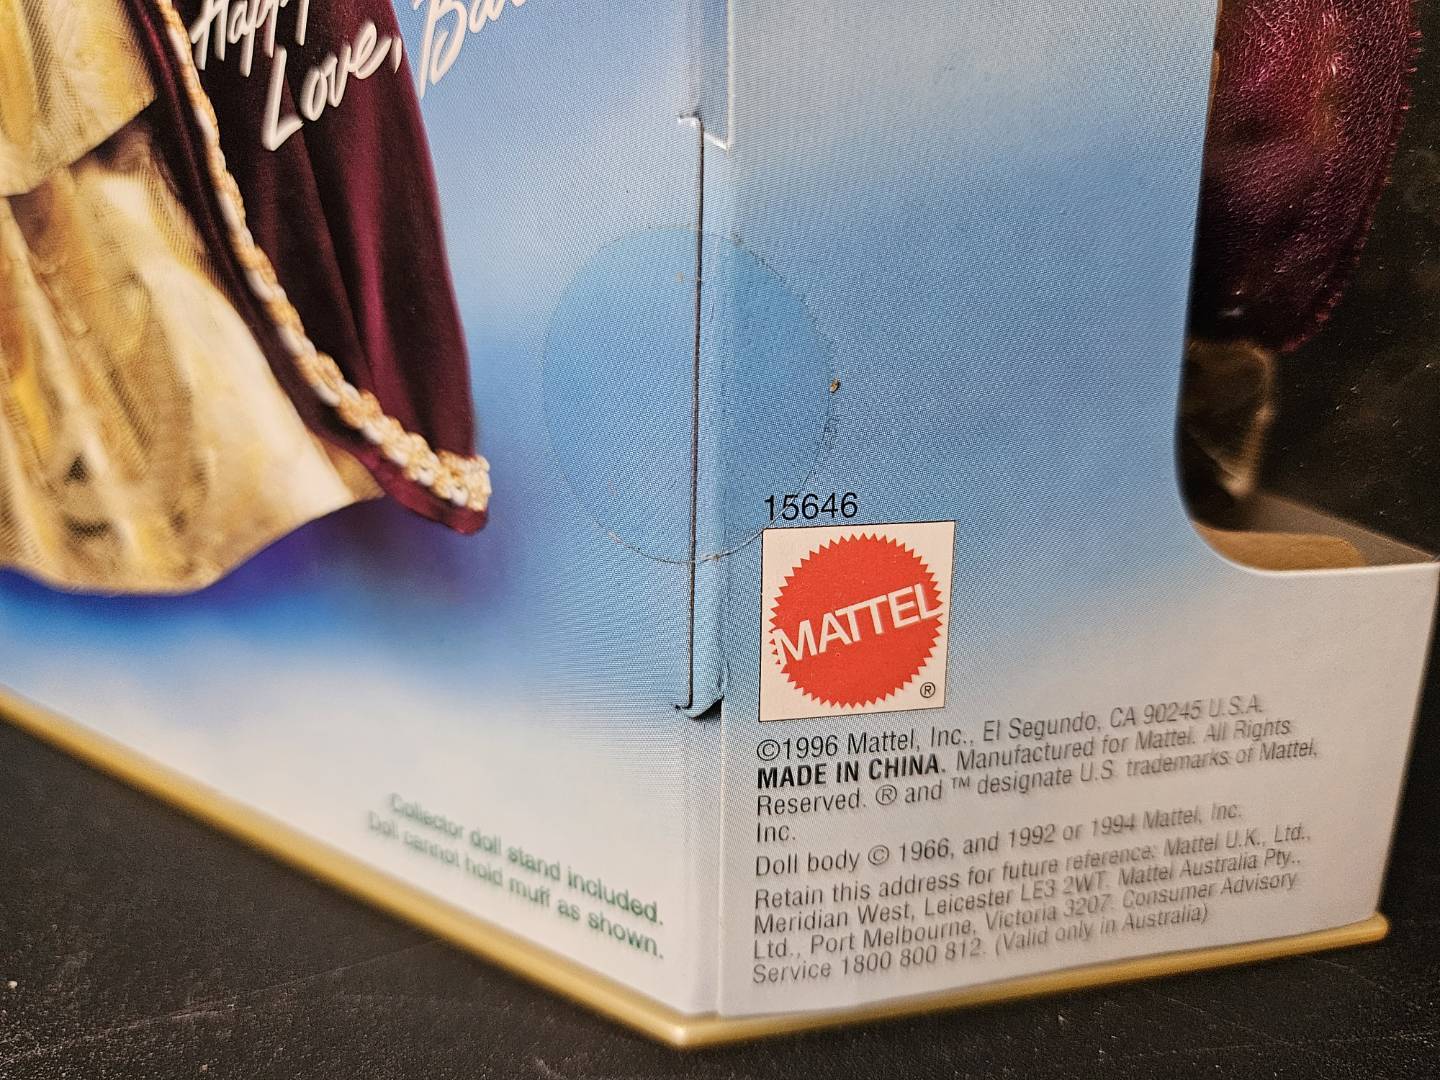 Happy
Love, Bar
15646
MATTEL
®
©1996 Mattel, Inc., El Segundo, CA 90245 U.S.A.
MADE IN CHINA. Manufactured for Mattel. All Rights
Reserved. ® and ™ designate U.S. trademarks of Mattel,
Inc.
Doll body © 1966, and 1992 or 1994 Mattel, Inc.
Retain this address for future reference: Mattel U.K., Ltd.,
Meridian West, Leicester LE3 2WT. Mattel Australia Pty.,
Ltd., Port Melbourne, Victoria 3207. Consumer Advisory
Service 1800 800 812. (Valid only in Australia)
Collector doll stand included.
Doll cannot hold muff as shown.